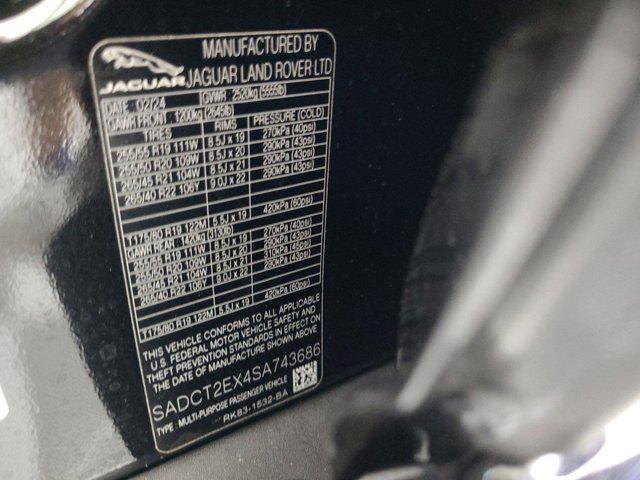 JAGUAR
MANUFACTURED BY
JAGUAR LAND ROVER LTD
DATE 02/24 GVWR 2520kg (5555lb)
GAWR FRONT: 1200kg (2645lb)
TIRES RIMS PRESSURE (COLD)
255/55 R19 111W 8.5J x 19 270kPa (40psi)
255/50 R20 109W 8.5J x 20 290kPa (43psi)
265/45 R21 104W 8.5J x 21 290kPa (43psi)
265/40 R22 106Y 9.0J x 22 290kPa (43psi)
T175/80 R19 122M 5.5J x 19 420kPa (60psi)
GAWR REAR: 1420kg (3130lb)
255/55 R19 111W 8.5J x 19 270kPa (40psi)
255/50 R20 109W 8.5J x 20 290kPa (43psi)
265/45 R21 104W 8.5J x 21 310kPa (45psi)
265/40 R22 106Y 9.0J x 22 290kPa (43psi)
T175/80 R19 122M 5.5J x 19 420kPa (60psi)
THIS VEHICLE CONFORMS TO ALL APPLICABLE
U.S. FEDERAL MOTOR VEHICLE SAFETY AND
THEFT PREVENTION STANDARDS IN EFFECT ON
THE DATE OF MANUFACTURE SHOWN ABOVE
SADCT2EX4SA743686
TYPE: MULTI-PURPOSE PASSENGER VEHICLE
RK83-1532-BA